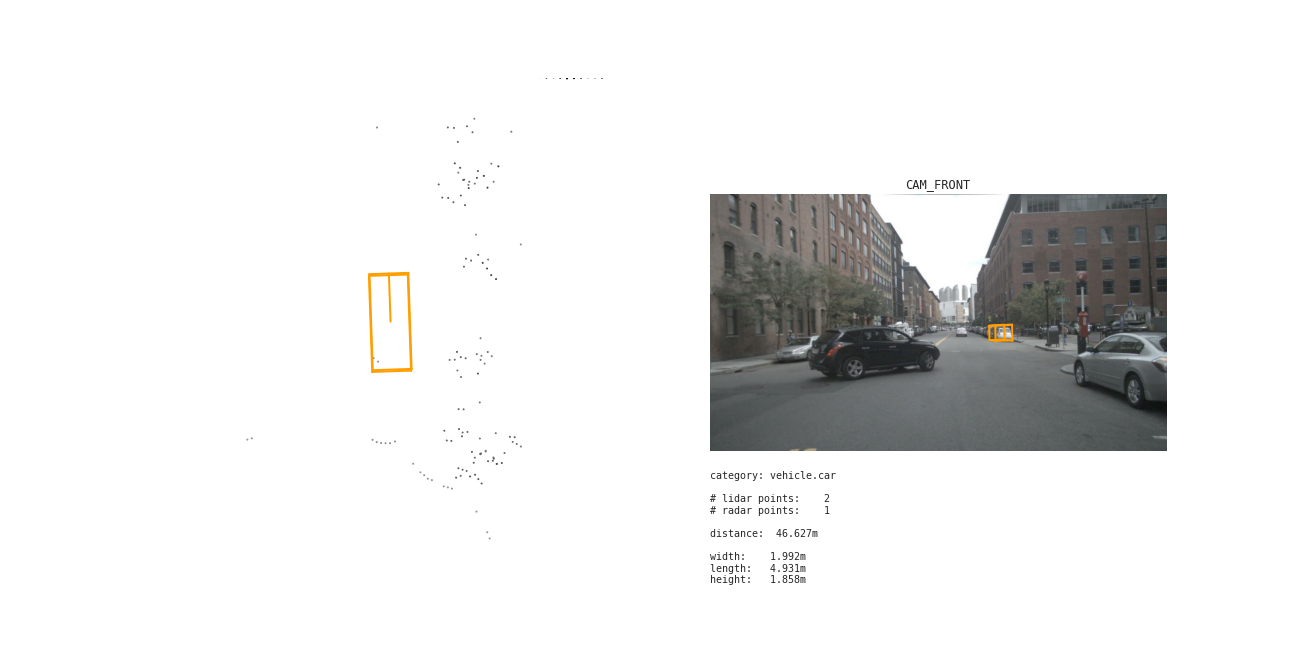 CAM_FRONT
category: vehicle.car
# lidar points: 2
# radar points: 1
distance: 46.627m
width: 1.992m
length: 4.931m
height: 1.858m